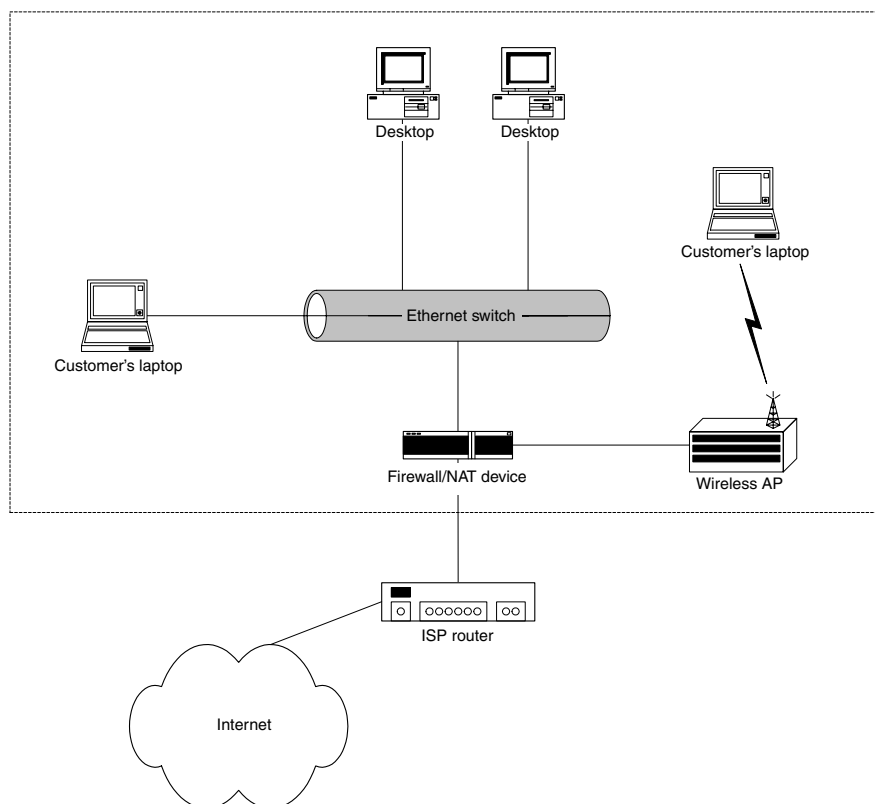 Desktop
Desktop
Customer's laptop
Ethernet switch
Customer's laptop
Firewall/NAT device
Wireless AP
ISP router
Internet